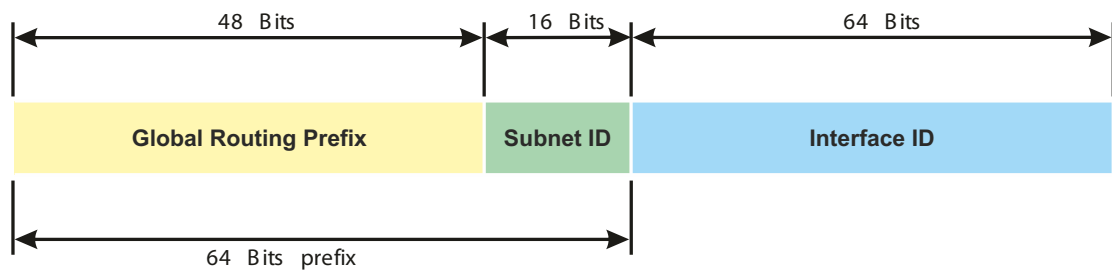 48 Bits
16 Bits
64 Bits
Global Routing Prefix
Subnet ID
Interface ID
64 Bits prefix